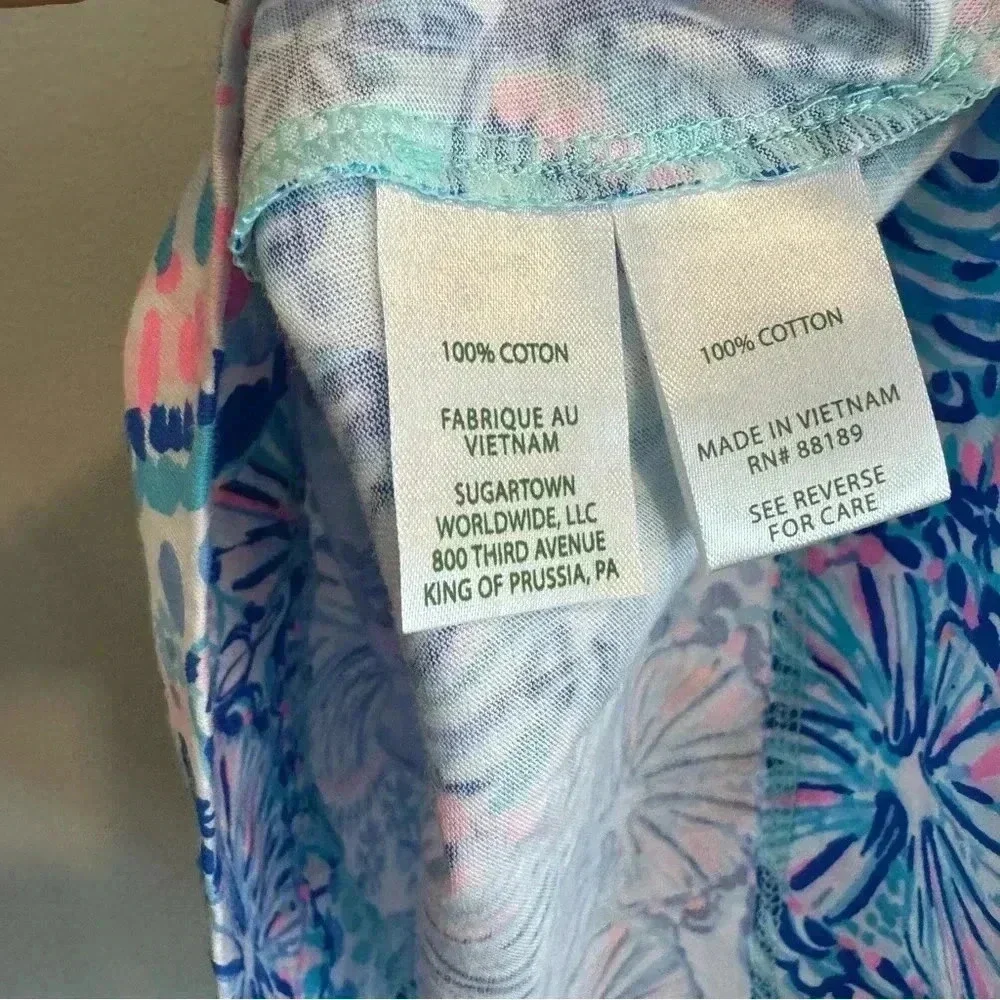 100% COTON
FABRIQUE AU
VIETNAM
SUGARTOWN
WORLDWIDE, LLC
800 THIRD AVENUE
KING OF PRUSSIA, PA
100% COTTON
MADE IN VIETNAM
RN# 88189
SEE REVERSE
FOR CARE